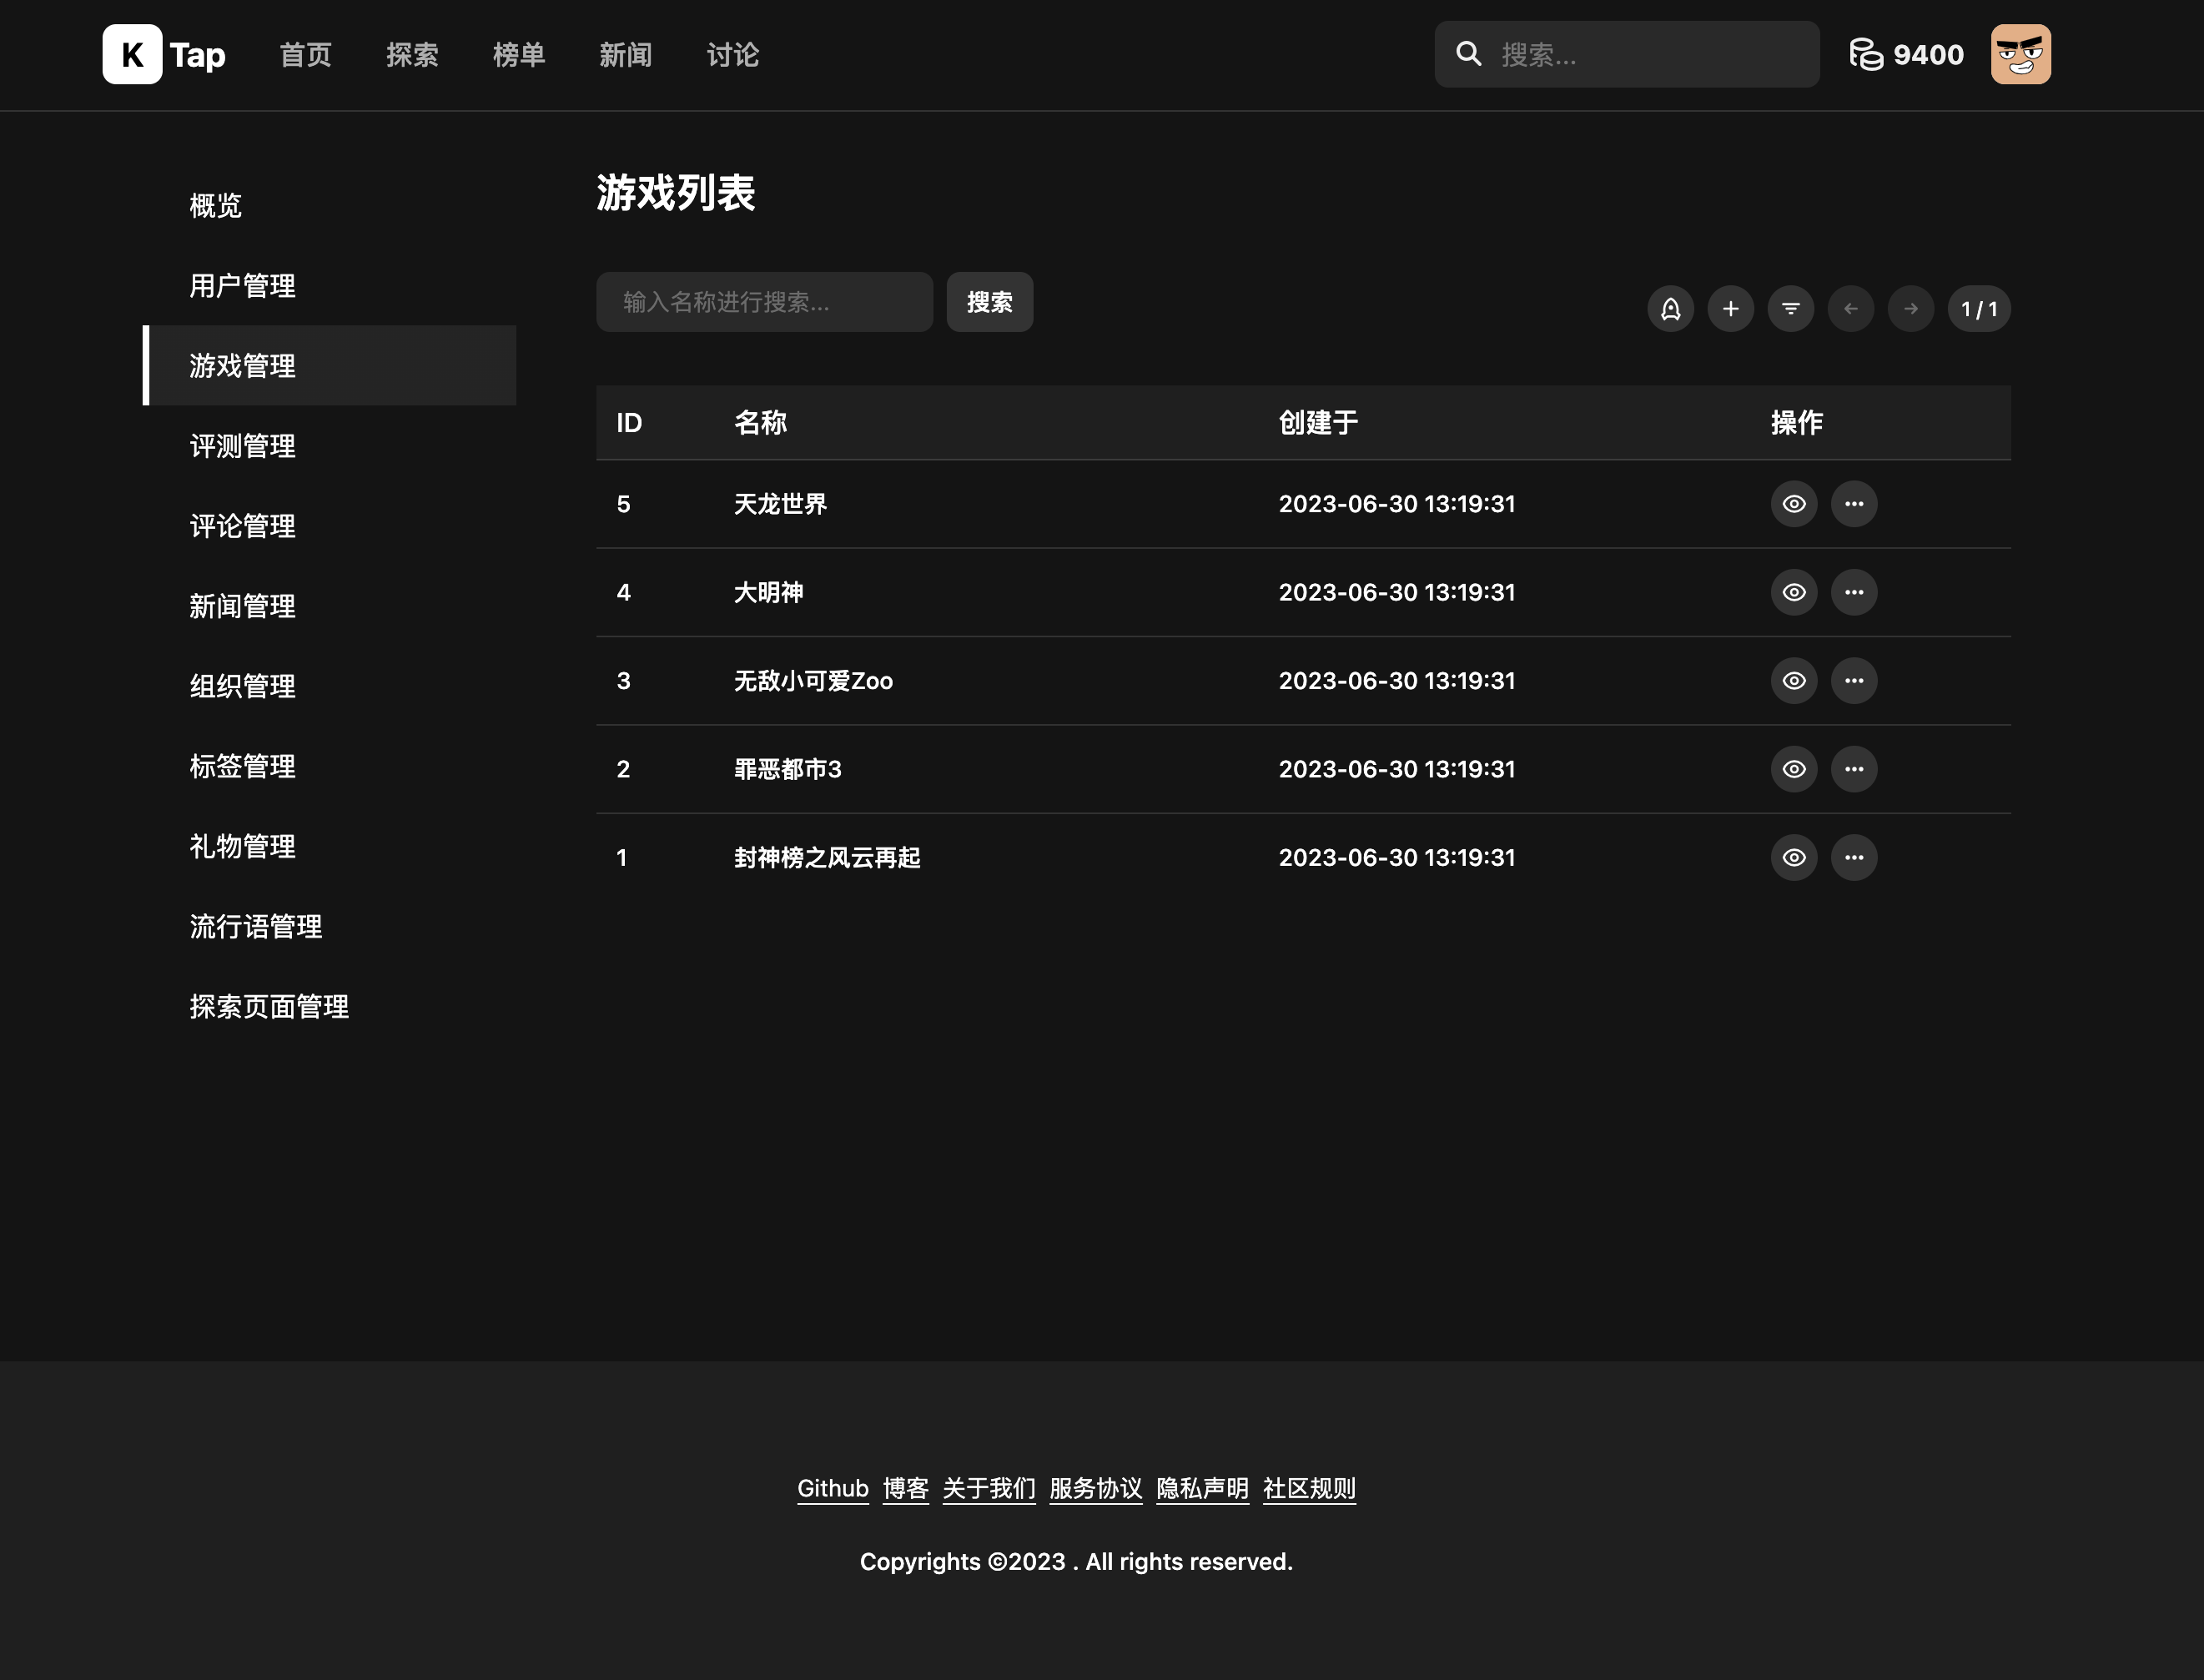 K Tap 首页 探索 榜单 新闻 讨论 搜索... 9400
概览
用户管理
游戏管理
评测管理
评论管理
新闻管理
组织管理
标签管理
礼物管理
流行语管理
探索页面管理
游戏列表
输入名称进行搜索... 搜索 1 / 1
ID 名称 创建于 操作
5 天龙世界 2023-06-30 13:19:31
4 大明神 2023-06-30 13:19:31
3 无敌小可爱Zoo 2023-06-30 13:19:31
2 罪恶都市3 2023-06-30 13:19:31
1 封神榜之风云再起 2023-06-30 13:19:31
Github 博客 关于我们 服务协议 隐私声明 社区规则
Copyrights ©2023 . All rights reserved.